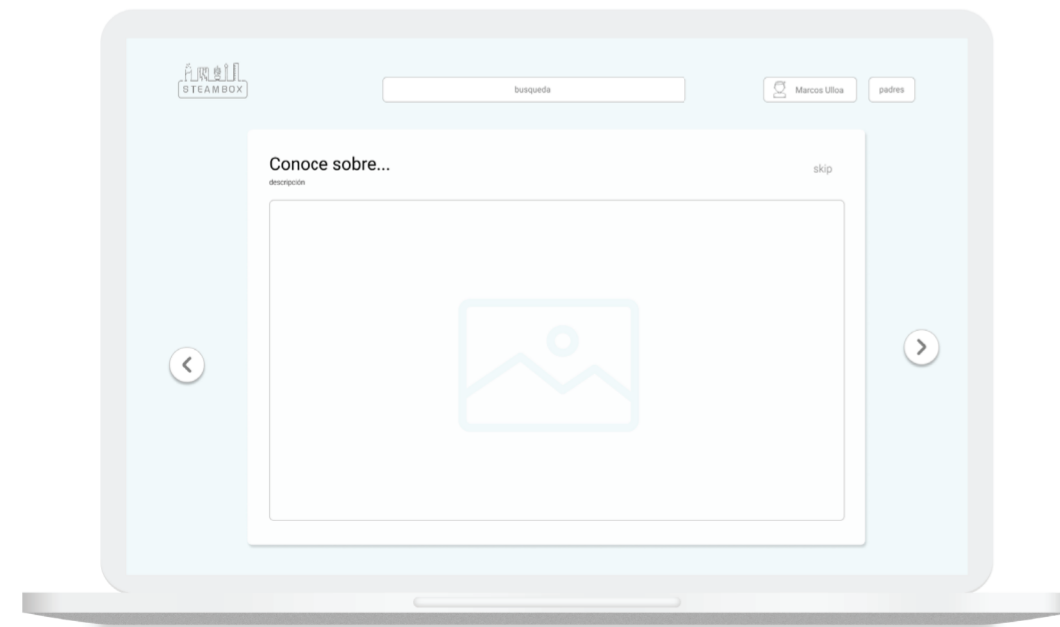 STEAMBOX
busqueda
Marcos Ulloa
padres
Conoce sobre...
skip
descripción